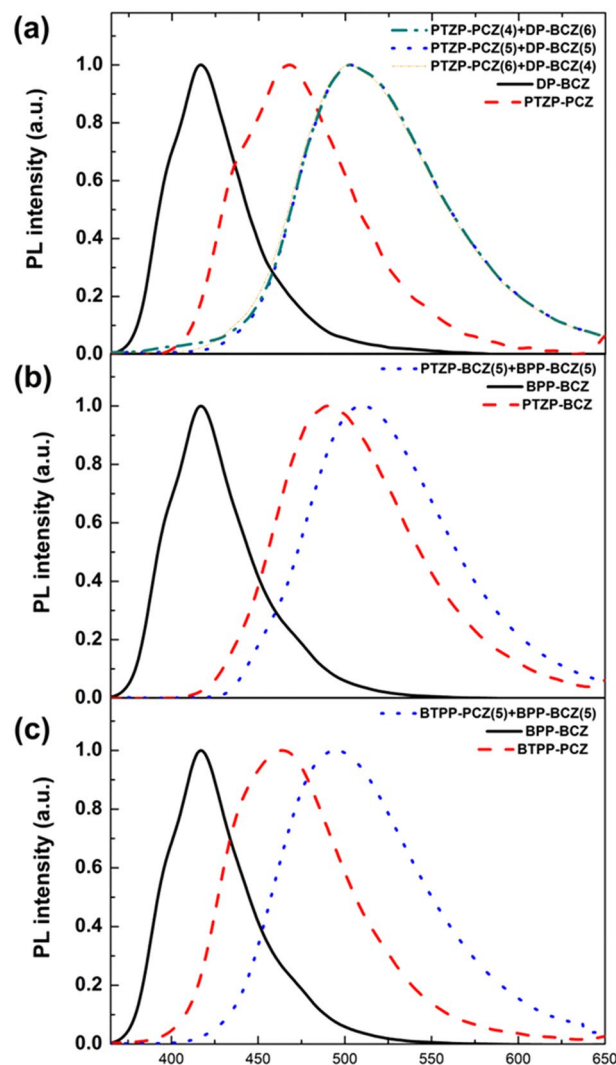 (a)
PTZP-PCZ(4)+DP-BCZ(6)
PTZP-PCZ(5)+DP-BCZ(5)
PTZP-PCZ(6)+DP-BCZ(4)
DP-BCZ
PTZP-PCZ
PL intensity (a.u.)
1.0
0.8
0.6
0.4
0.2
0.0
(b)
PTZP-BCZ(5)+BPP-BCZ(5)
BPP-BCZ
PTZP-BCZ
PL intensity (a.u.)
1.0
0.8
0.6
0.4
0.2
0.0
(c)
BTPP-PCZ(5)+BPP-BCZ(5)
BPP-BCZ
BTPP-PCZ
PL intensity (a.u.)
1.0
0.8
0.6
0.4
0.2
0.0
400 450 500 550 600 650